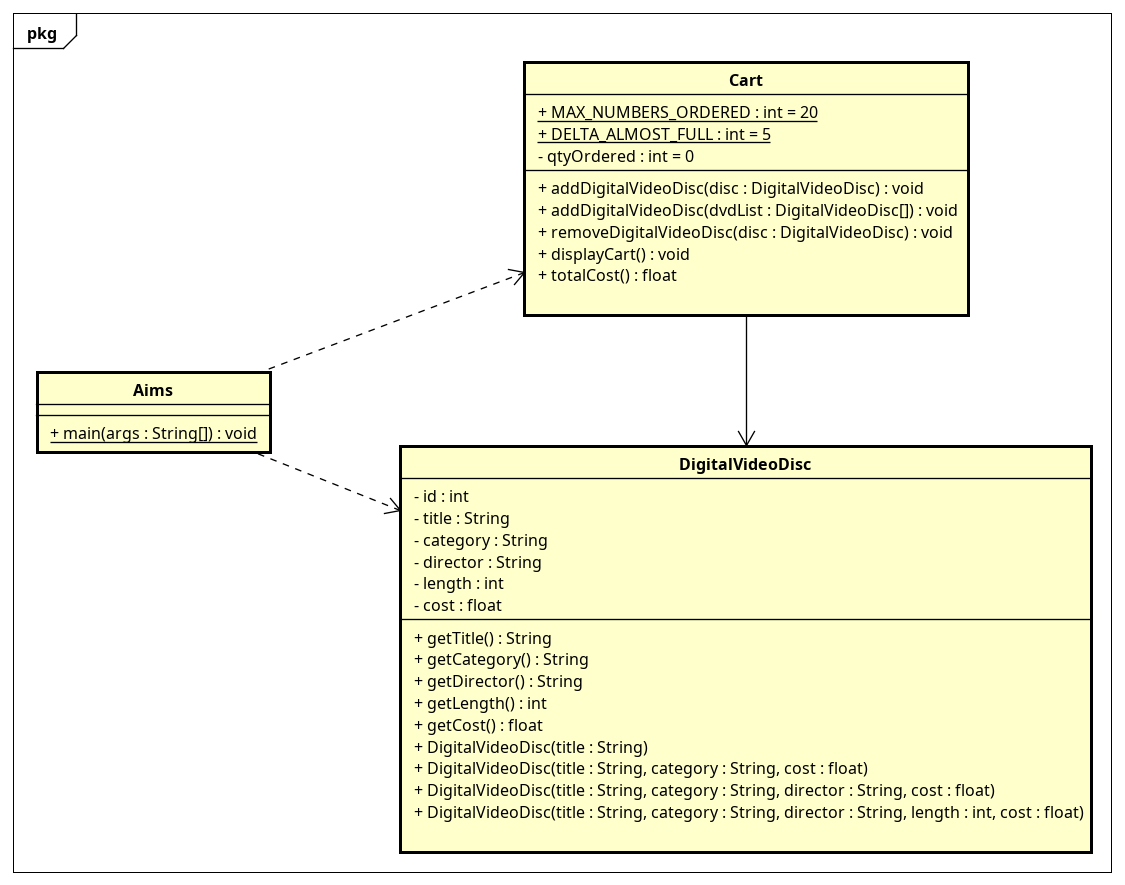 pkg
Cart
+ MAX_NUMBERS_ORDERED : int = 20
+ DELTA_ALMOST_FULL : int = 5
- qtyOrdered : int = 0
+ addDigitalVideoDisc(disc : DigitalVideoDisc) : void
+ addDigitalVideoDisc(dvdList : DigitalVideoDisc[]) : void
+ removeDigitalVideoDisc(disc : DigitalVideoDisc) : void
+ displayCart() : void
+ totalCost() : float
Aims
+ main(args : String[]) : void
DigitalVideoDisc
- id : int
- title : String
- category : String
- director : String
- length : int
- cost : float
+ getTitle() : String
+ getCategory() : String
+ getDirector() : String
+ getLength() : int
+ getCost() : float
+ DigitalVideoDisc(title : String)
+ DigitalVideoDisc(title : String, category : String, cost : float)
+ DigitalVideoDisc(title : String, category : String, director : String, cost : float)
+ DigitalVideoDisc(title : String, category : String, director : String, length : int, cost : float)